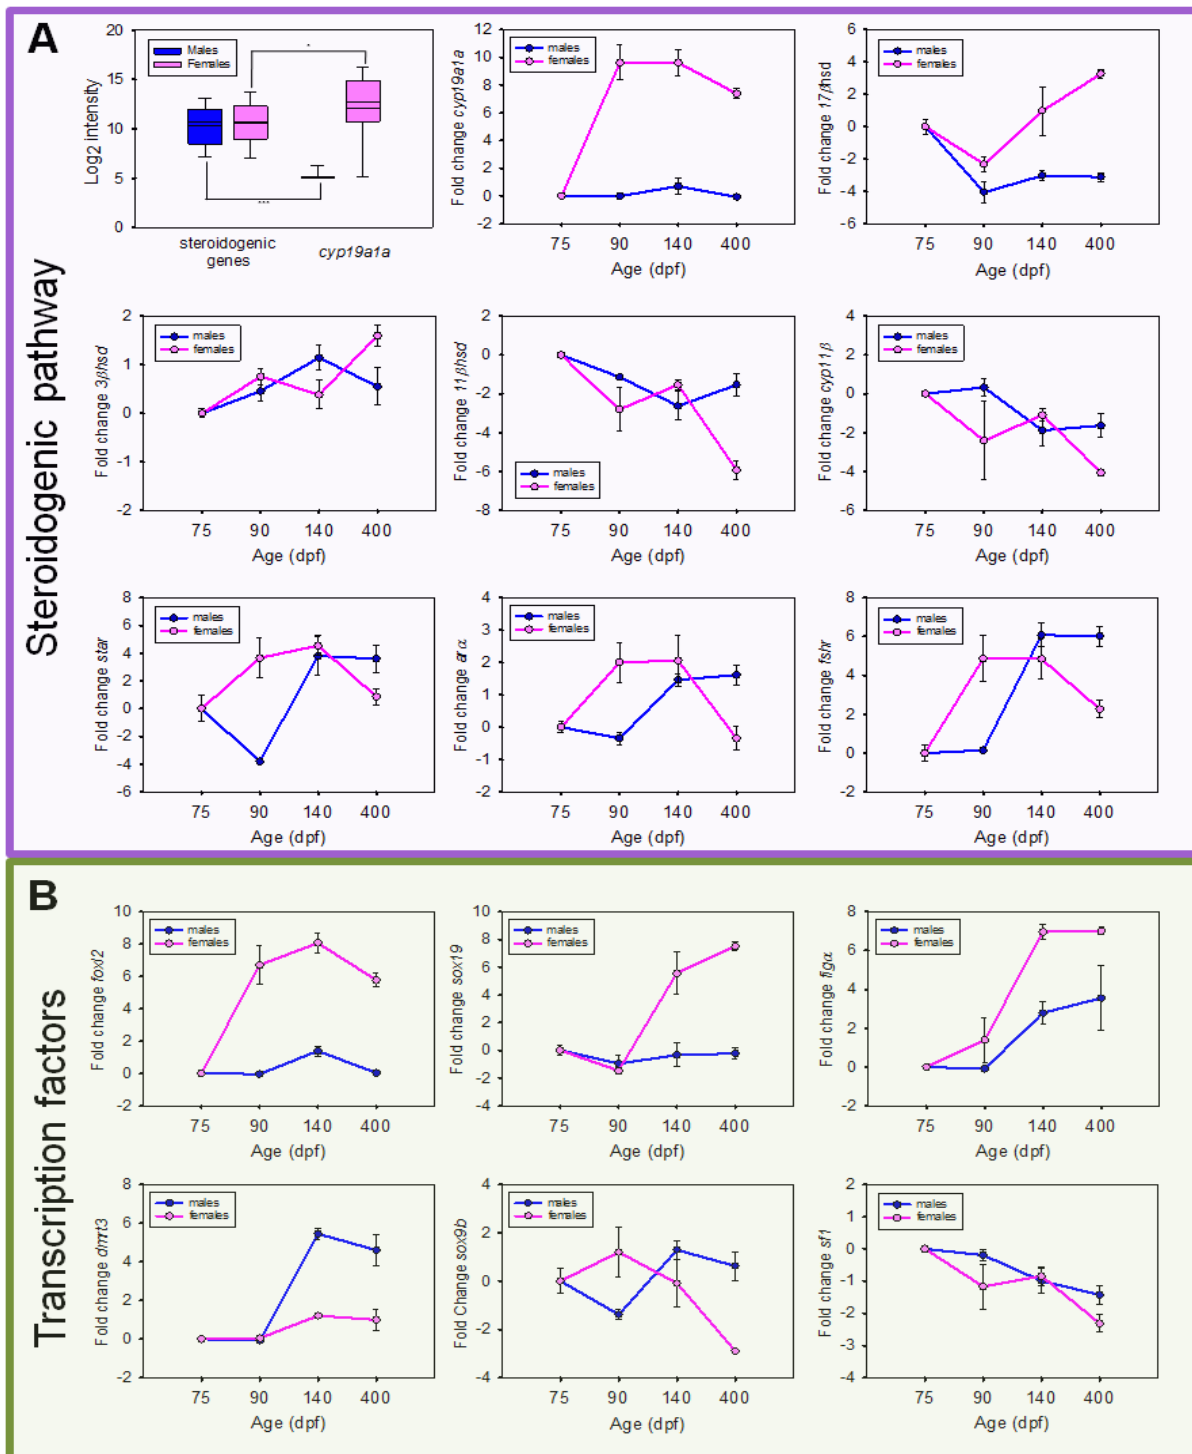 A
Steroidogenic pathway
20
15
10
5
0
Log2 intensity
Males
Females
*
***
steroidogenic
genes
cyp19a1a
12
10
8
6
4
2
0
-2
Fold change cyp19a1a
males
females
75 90 140 400
Age (dpf)
6
4
2
0
-2
-4
-6
Fold change 17βhsd
males
females
75 90 140 400
Age (dpf)
2
1
0
-1
-2
Fold change 3βhsd
males
females
75 90 140 400
Age (dpf)
2
0
-2
-4
-6
-8
Fold change 11βhsd
males
females
75 90 140 400
Age (dpf)
4
2
0
-2
-4
-6
Fold change cyp11β
males
females
75 90 140 400
Age (dpf)
8
6
4
2
0
-2
-4
-6
Fold change star
males
females
75 90 140 400
Age (dpf)
4
3
2
1
0
-1
-2
Fold change arα
males
females
75 90 140 400
Age (dpf)
8
6
4
2
0
-2
Fold change fshr
males
females
75 90 140 400
Age (dpf)
B
Transcription factors
10
8
6
4
2
0
-2
Fold change foxl2
males
females
75 90 140 400
Age (dpf)
10
8
6
4
2
0
-2
-4
Fold change sox19
males
females
75 90 140 400
Age (dpf)
8
6
4
2
0
-2
Fold change figα
males
females
75 90 140 400
Age (dpf)
8
6
4
2
0
-2
Fold change dmrt3
males
females
75 90 140 400
Age (dpf)
4
2
0
-2
-4
Fold Change sox9b
males
females
75 90 140 400
Age (dpf)
2
1
0
-1
-2
-3
-4
Fold change sf1
males
females
75 90 140 400
Age (dpf)